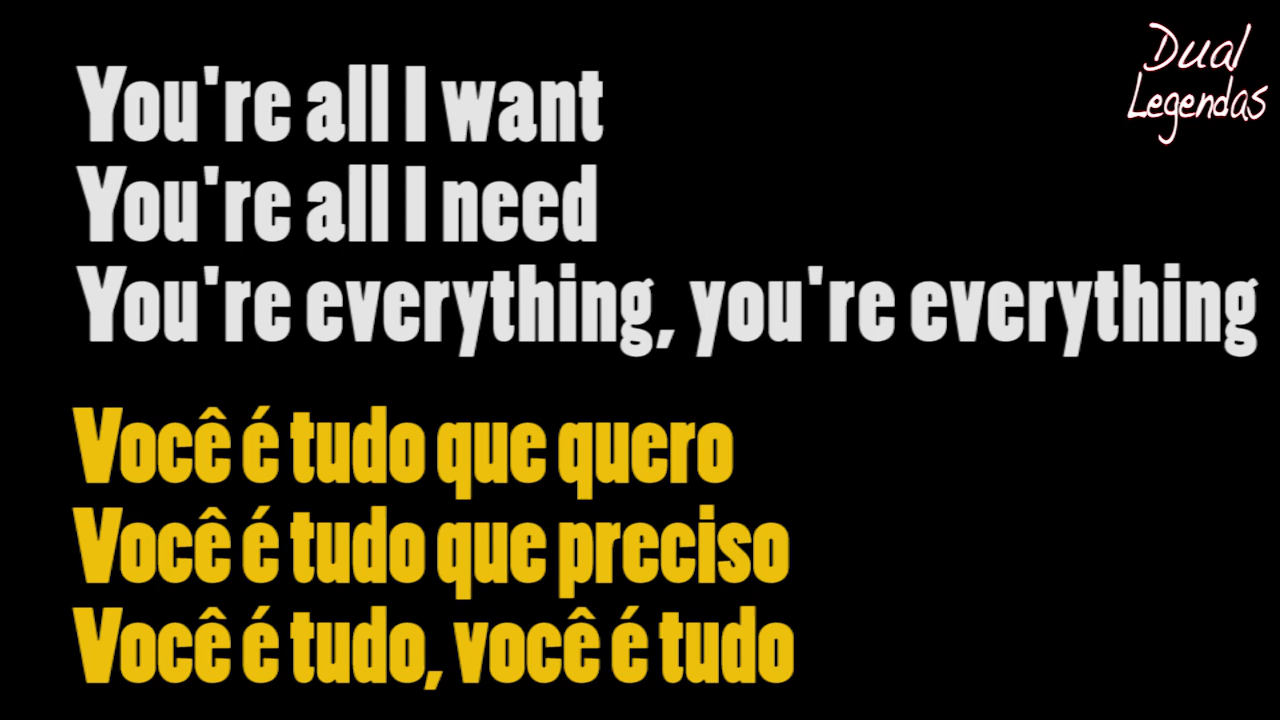 Dual
Legendas
You're all I want
You're all I need
You're everything, you're everything
Você é tudo que quero
Você é tudo que preciso
Você é tudo, você é tudo